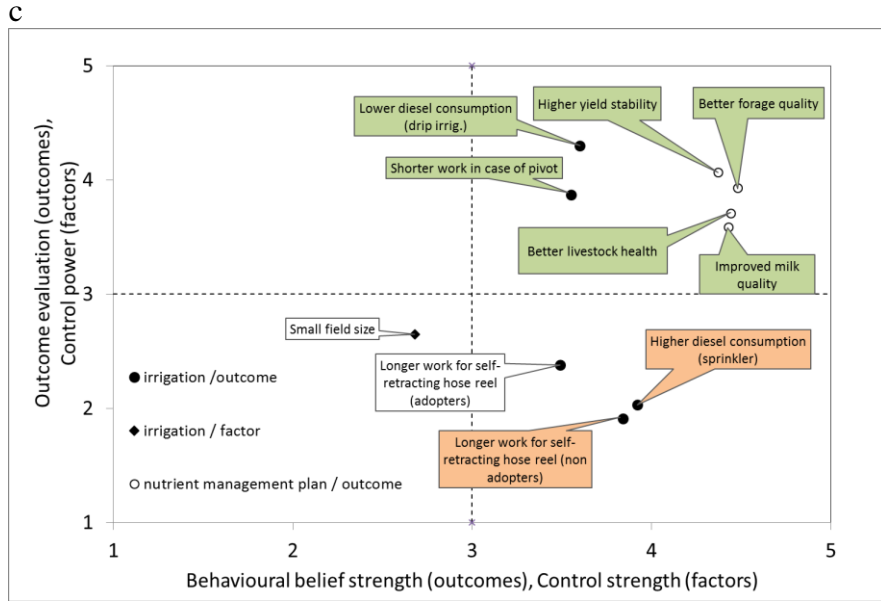 c
5
4
3
2
1
Outcome evaluation (outcomes),
Control power (factors)
Lower diesel consumption
(drip irrig.)
Higher yield stability
Better forage quality
Shorter work in case of pivot
Better livestock health
Improved milk
quality
Small field size
Longer work for self-
retracting hose reel
(adopters)
Higher diesel consumption
(sprinkler)
Longer work for self-
retracting hose reel (non
adopters)
irrigation /outcome
irrigation / factor
nutrient management plan / outcome
1 2 3 4 5
Behavioural belief strength (outcomes), Control strength (factors)